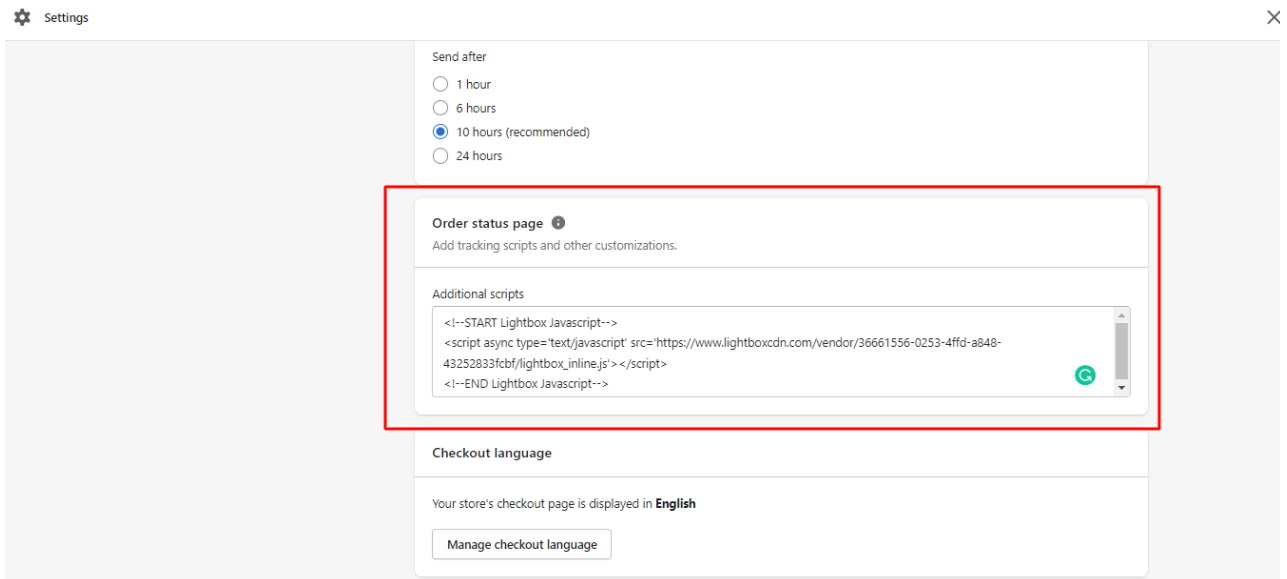 Settings
Send after
1 hour
6 hours
10 hours (recommended)
24 hours
Order status page
Add tracking scripts and other customizations.
Additional scripts
<!--START Lightbox Javascript-->
<script async type='text/javascript' src='https://www.lightboxcdn.com/vendor/36661556-0253-4ffd-a848-
43252833fcbf/lightbox_inline.js'></script>
<!--END Lightbox Javascript-->
Checkout language
Your store's checkout page is displayed in English
Manage checkout language